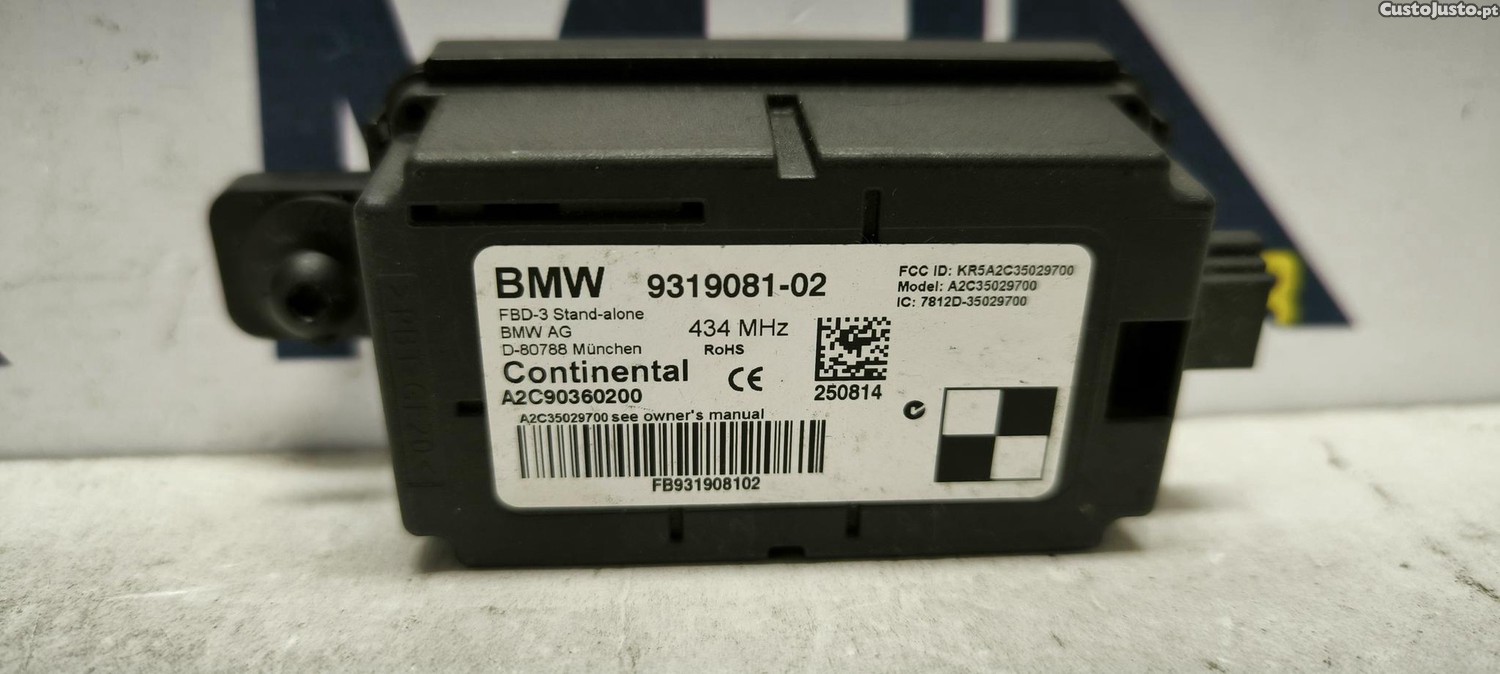 CustoJusto.pt
BMW 9319081-02
FBD-3 Stand-alone
BMW AG 434 MHz
D-80788 München RoHS
Continental CE
A2C90360200
A2C35029700 see owner's manual
FB931908102
250814
FCC ID: KR5A2C35029700
Model: A2C35029700
IC: 7812D-35029700